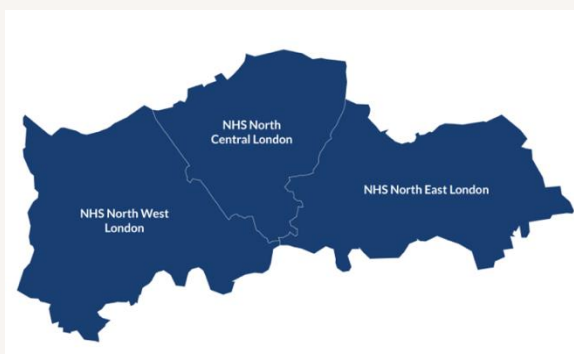 NHS North
Central London
NHS North East London
NHS North West
London